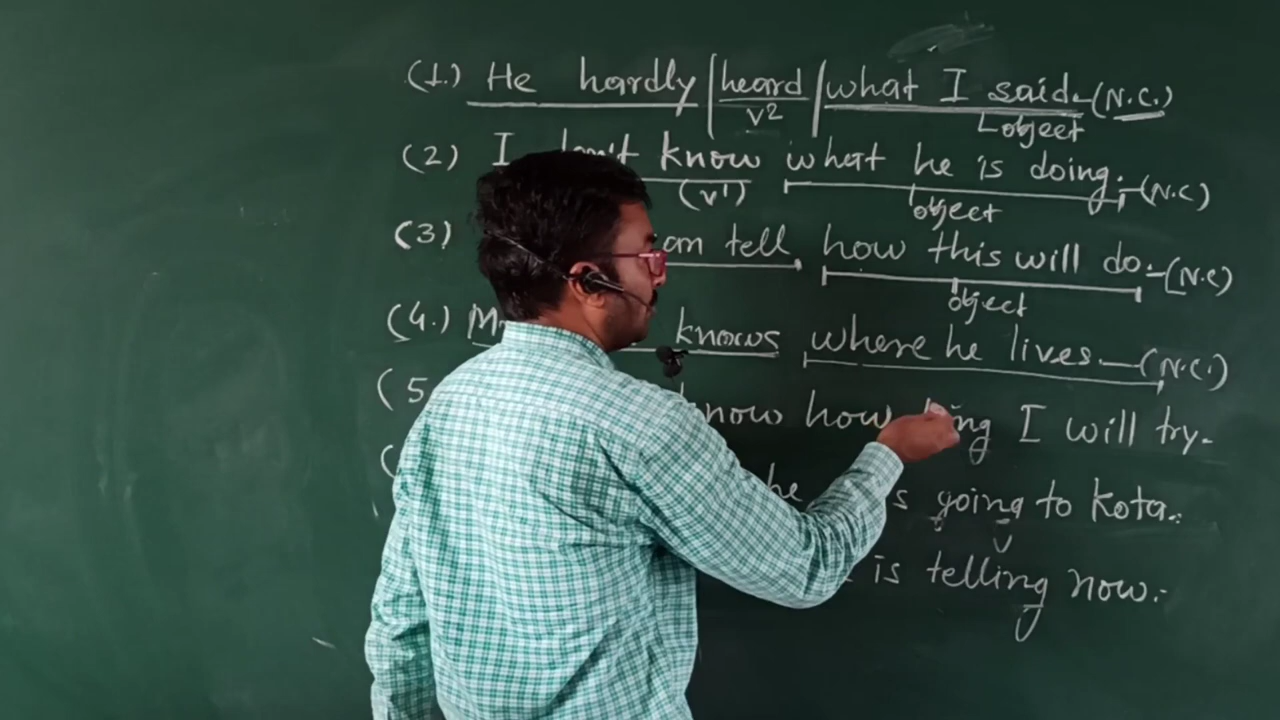 (1.) He hardly | heard | what I said. - (N.C.)
v2 object
(2) I don't know what he is doing. - (N.C)
(v1) object
(3) can tell how this will do. - (N.C)
object
(4.) knows where he lives. - (N.C.)
(5 know how long I will try.
he going to Kota.
is telling now.